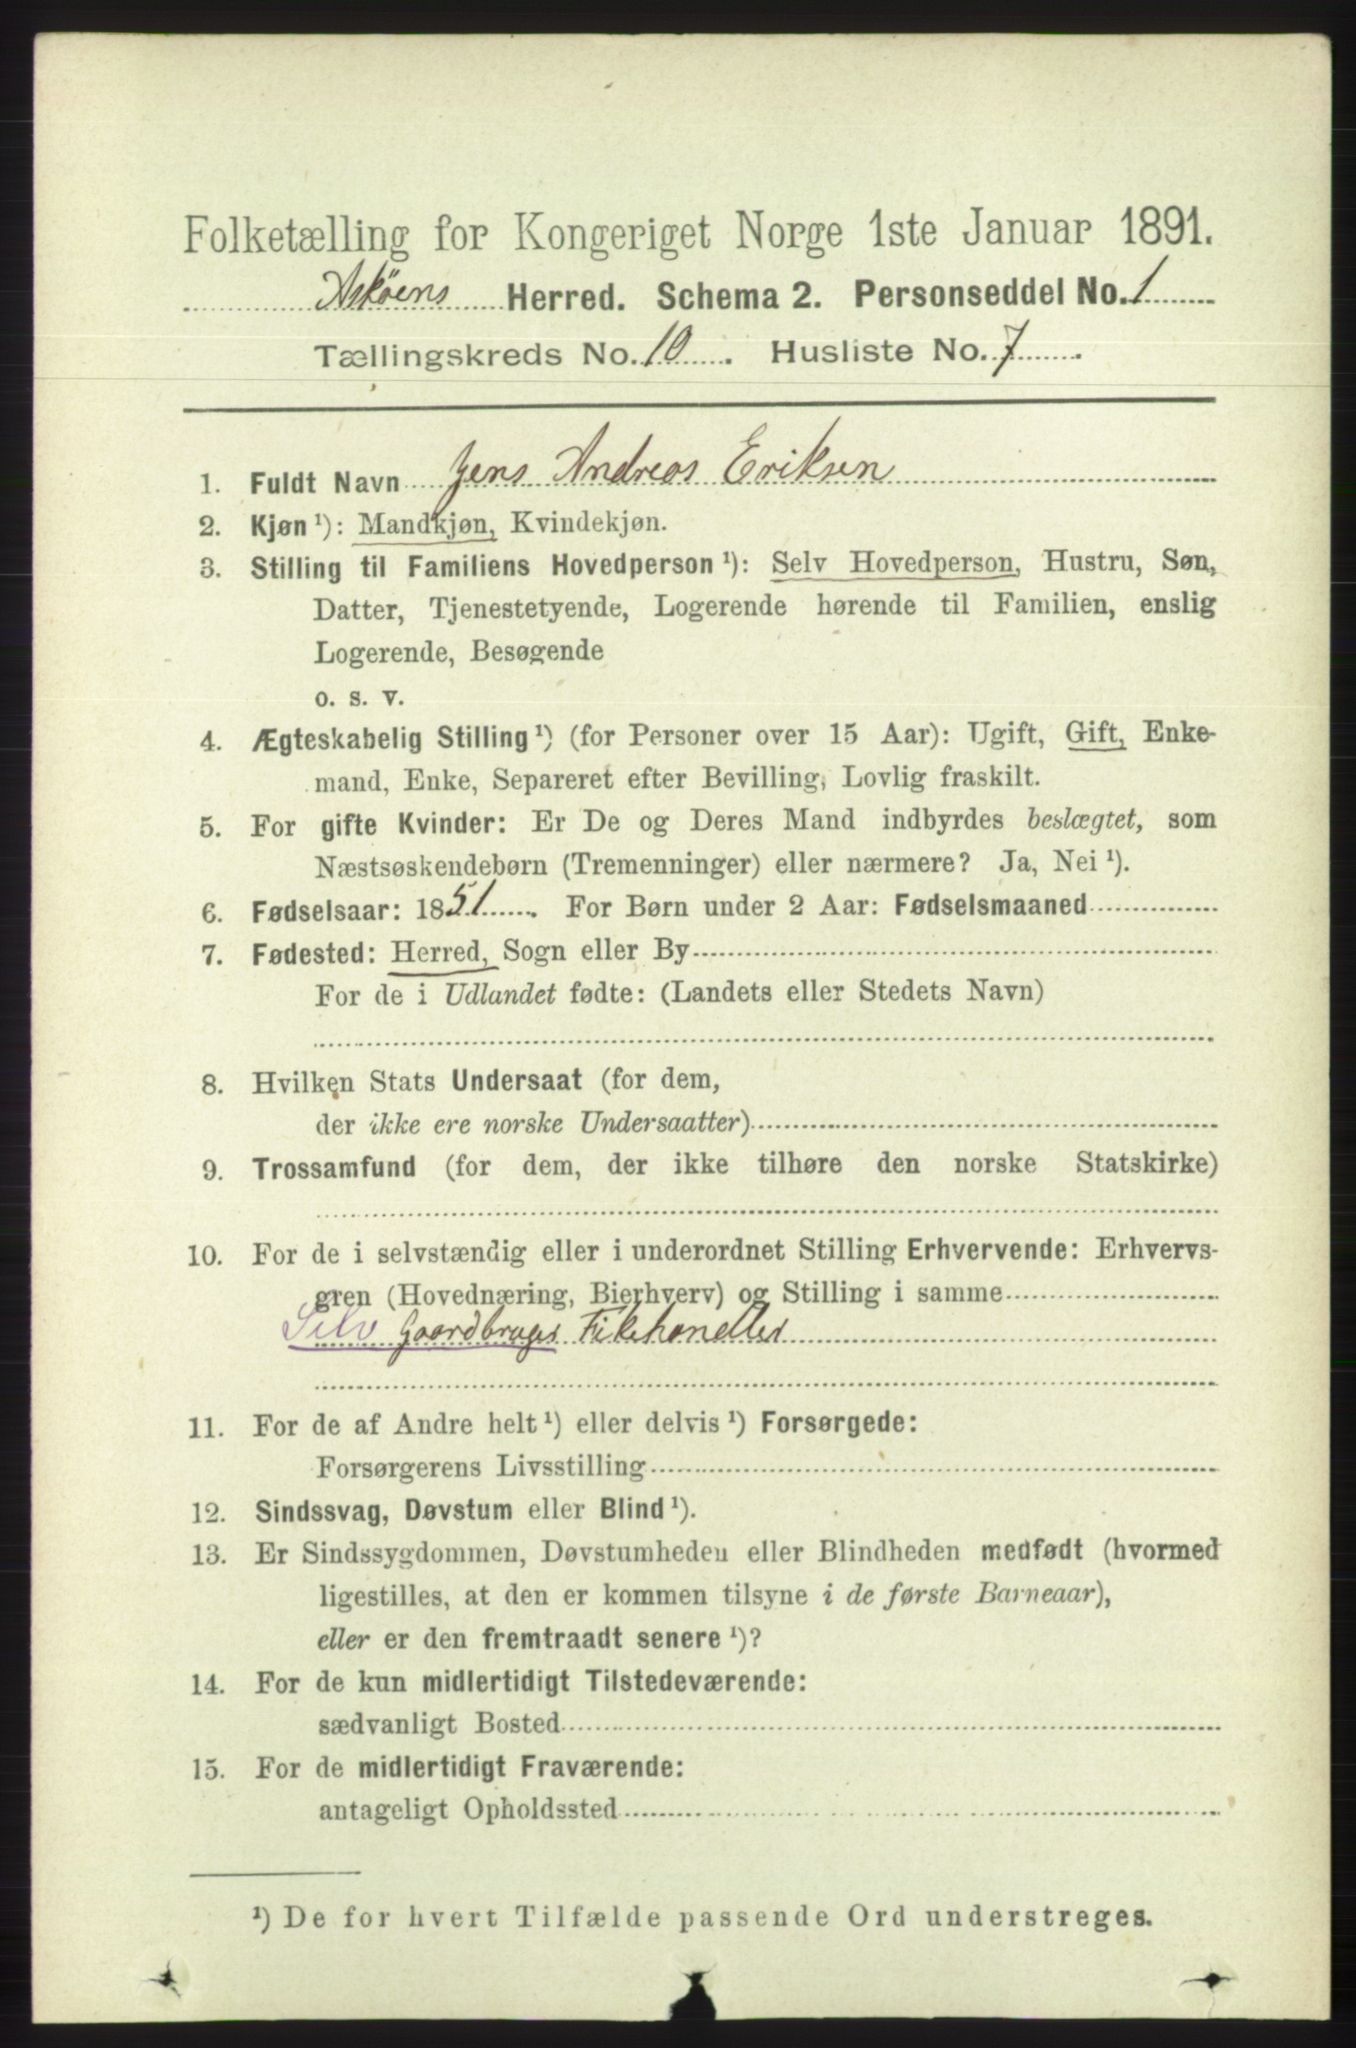 Folketælling for Kongeriget Norge 1ste Januar 1891.
Askøens Herred. Schema 2. Personseddel No. 1
Tællingskreds No. 10. Husliste No. 7.
1. Fuldt Navn Jens Andreas Eriksen
2. Kjøn ¹): Mandkjøn, Kvindekjøn.
3. Stilling til Familiens Hovedperson ¹): Selv Hovedperson, Hustru, Søn,
Datter, Tjenestetyende, Logerende hørende til Familien, enslig
Logerende, Besøgende
o. s. v.
4. Ægteskabelig Stilling ¹) (for Personer over 15 Aar): Ugift, Gift, Enke-
mand, Enke, Separeret efter Bevilling, Lovlig fraskilt.
5. For gifte Kvinder: Er De og Deres Mand indbyrdes beslægtet, som
Næstsøskendebørn (Tremenninger) eller nærmere? Ja, Nei ¹).
6. Fødselsaar: 1851. For Børn under 2 Aar: Fødselsmaaned
7. Fødested: Herred, Sogn eller By
For de i Udlandet fødte: (Landets eller Stedets Navn)
8. Hvilken Stats Undersaat (for dem,
der ikke ere norske Undersaatter)
9. Trossamfund (for dem, der ikke tilhøre den norske Statskirke)
10. For de i selvstændig eller i underordnet Stilling Erhvervende: Erhvervs-
gren (Hovednæring, Bierhverv) og Stilling i samme
Selv Gaardbruger Fikehandler
11. For de af Andre helt ¹) eller delvis ¹) Forsørgede:
Forsørgerens Livsstilling
12. Sindssvag, Døvstum eller Blind ¹).
13. Er Sindssygdommen, Døvstumheden eller Blindheden medfødt (hvormed
ligestilles, at den er kommen tilsyne i de første Barneaar),
eller er den fremtraadt senere ¹)?
14. For de kun midlertidigt Tilstedeværende:
sædvanligt Bosted
15. For de midlertidigt Fraværende:
antageligt Opholdssted
¹) De for hvert Tilfælde passende Ord understreges.